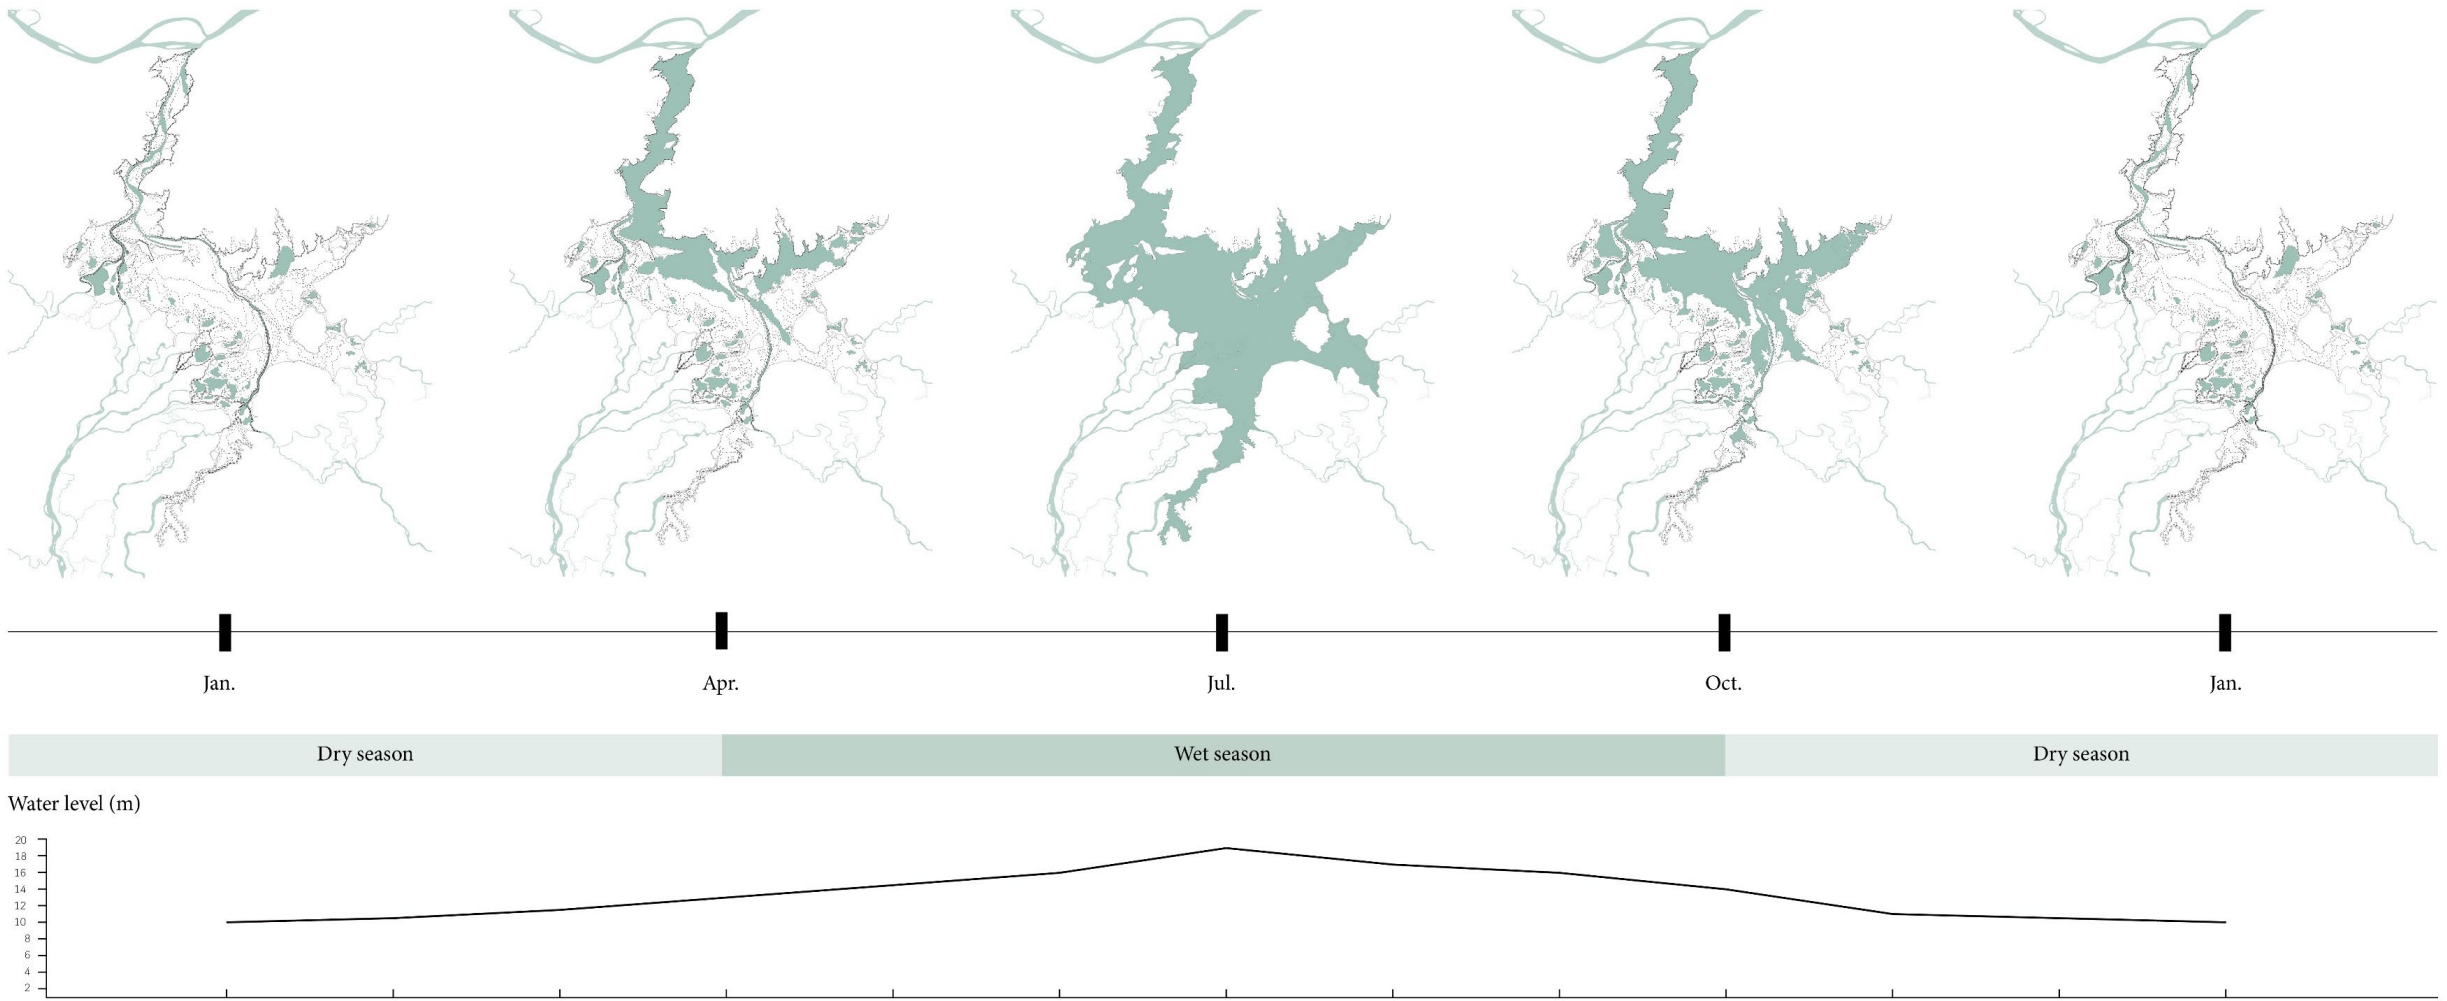 Jan.
Apr.
Jul.
Oct.
Jan.
Dry season
Wet season
Dry season
Water level (m)
20
18
16
14
12
10
8
6
4
2